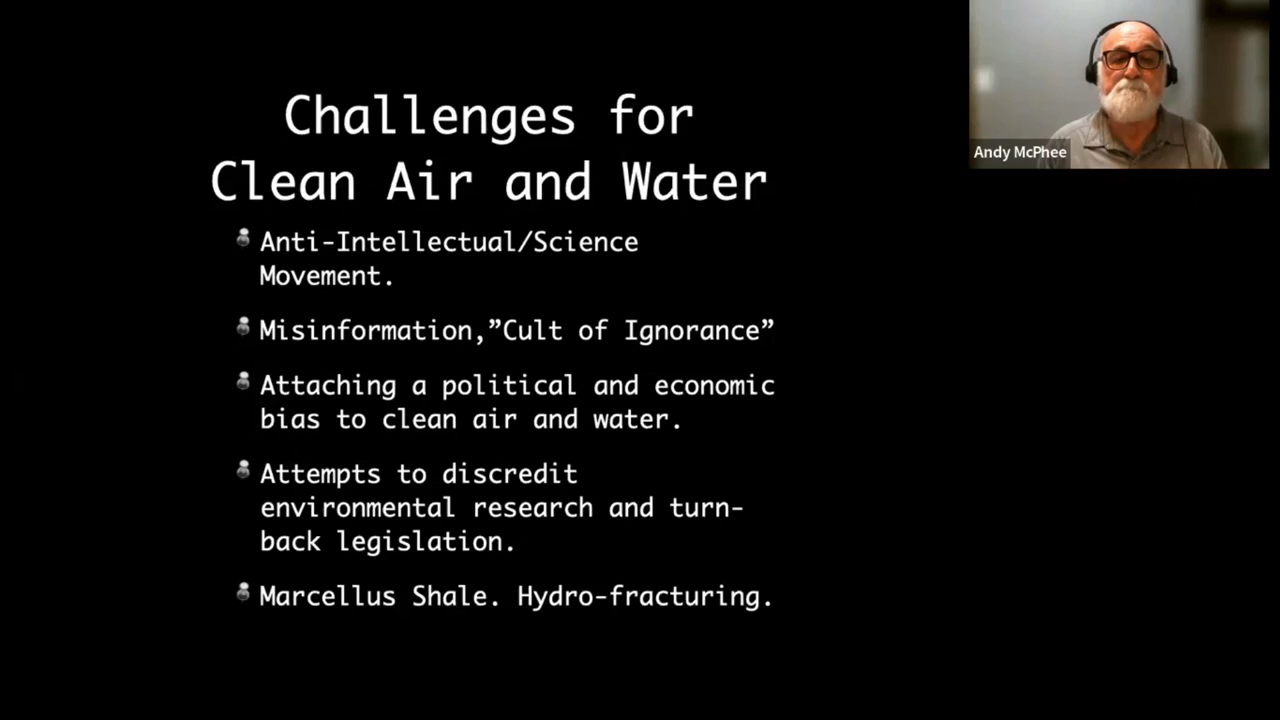 Challenges for
Clean Air and Water
Anti-Intellectual/Science
Movement.
Misinformation,”Cult of Ignorance”
Attaching a political and economic
bias to clean air and water.
Attempts to discredit
environmental research and turn-
back legislation.
Marcellus Shale. Hydro-fracturing.
Andy McPhee